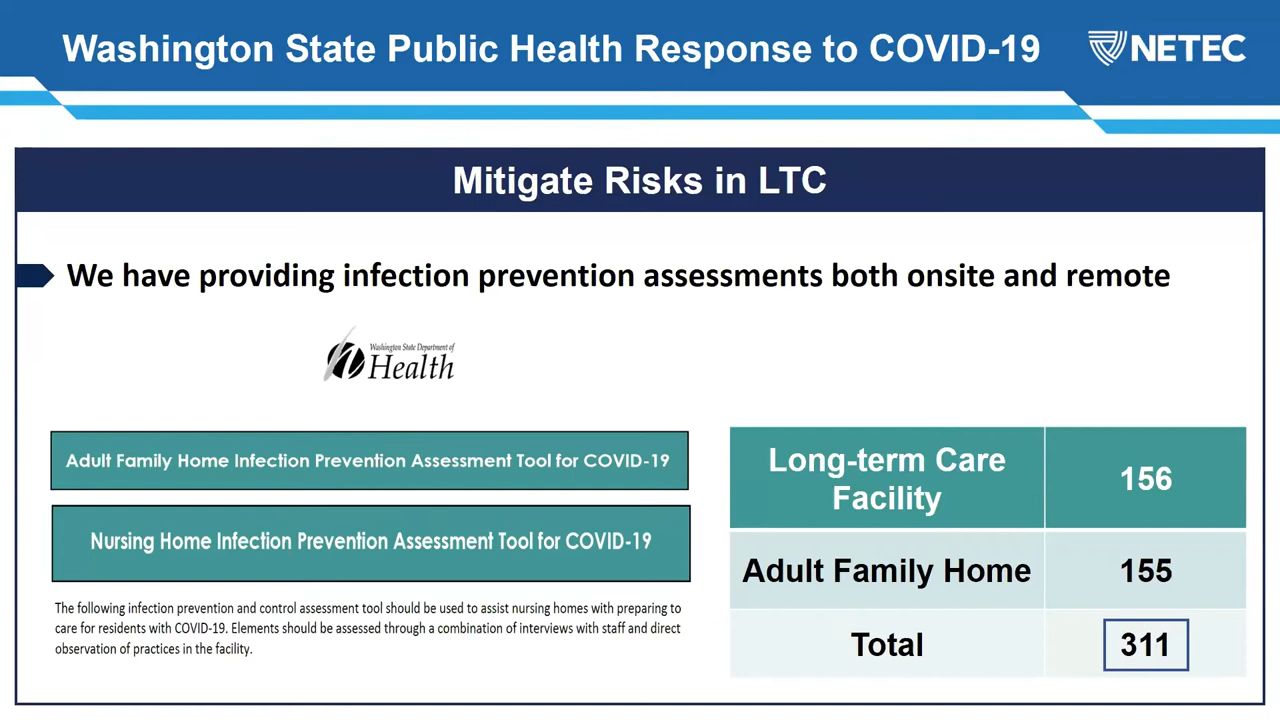 Washington State Public Health Response to COVID-19
NETEC
Mitigate Risks in LTC
We have providing infection prevention assessments both onsite and remote
Washington State Department of
Health
Adult Family Home Infection Prevention Assessment Tool for COVID-19
Nursing Home Infection Prevention Assessment Tool for COVID-19
The following infection prevention and control assessment tool should be used to assist nursing homes with preparing to
care for residents with COVID-19. Elements should be assessed through a combination of interviews with staff and direct
observation of practices in the facility.
Long-term Care
Facility
156
Adult Family Home
155
Total
311